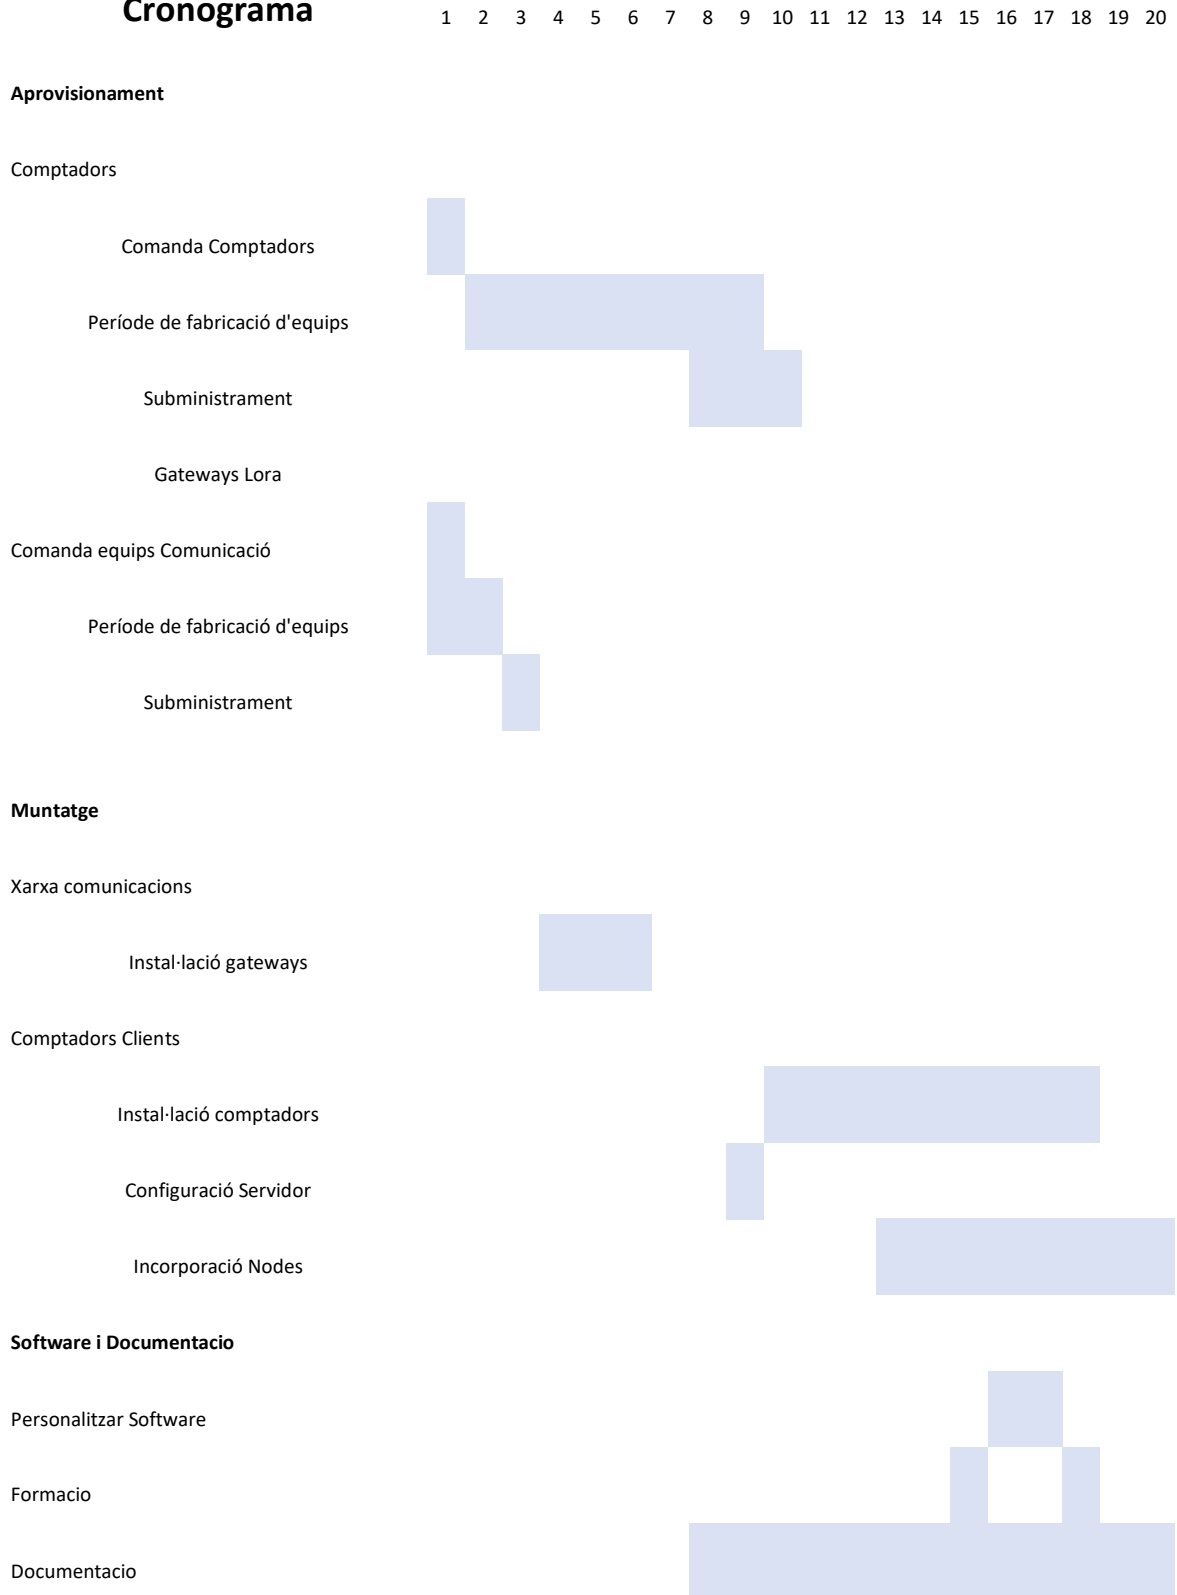 Cronograma 1 2 3 4 5 6 7 8 9 10 11 12 13 14 15 16 17 18 19 20
Aprovisionament
Comptadors
Comanda Comptadors
Període de fabricació d'equips
Subministrament
Gateways Lora
Comanda equips Comunicació
Període de fabricació d'equips
Subministrament
Muntatge
Xarxa comunicacions
Instal·lació gateways
Comptadors Clients
Instal·lació comptadors
Configuració Servidor
Incorporació Nodes
Software i Documentacio
Personalitzar Software
Formacio
Documentacio